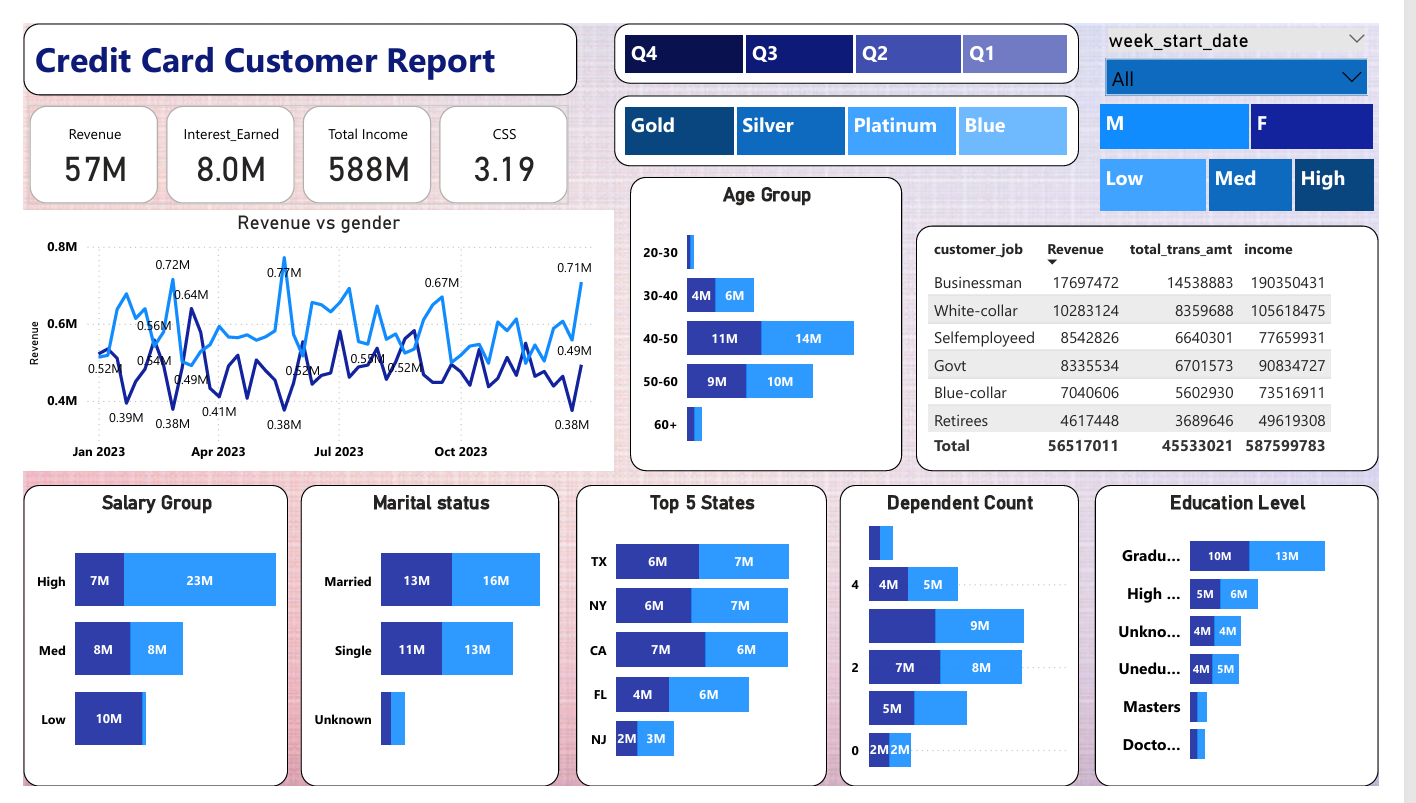 Credit Card Customer Report
Q4 Q3 Q2 Q1
week_start_date
All
Gold Silver Platinum Blue
M F
Low Med High
Revenue
57M
Interest_Earned
8.0M
Total Income
588M
CSS
3.19
Revenue vs gender
Revenue
0.8M
0.6M
0.4M
0.72M
0.77M
0.71M
0.64M
0.67M
0.56M
0.54M
0.52M
0.49M
0.52M
0.55M
0.52M
0.49M
0.39M
0.38M
0.41M
0.38M
0.38M
Jan 2023 Apr 2023 Jul 2023 Oct 2023
Age Group
20-30
30-40 4M 6M
40-50 11M 14M
50-60 9M 10M
60+
customer_job Revenue total_trans_amt income
Businessman 17697472 14538883 190350431
White-collar 10283124 8359688 105618475
Selfemployeed 8542826 6640301 77659931
Govt 8335534 6701573 90834727
Blue-collar 7040606 5602930 73516911
Retirees 4617448 3689646 49619308
Total 56517011 45533021 587599783
Salary Group
High 7M 23M
Med 8M 8M
Low 10M
Marital status
Married 13M 16M
Single 11M 13M
Unknown
Top 5 States
TX 6M 7M
NY 6M 7M
CA 7M 6M
FL 4M 6M
NJ 2M 3M
Dependent Count
4 4M 5M
9M
2 7M 8M
5M
0 2M 2M
Education Level
Gradu... 10M 13M
High ... 5M 6M
Unkno... 4M 4M
Unedu... 4M 5M
Masters
Docto...